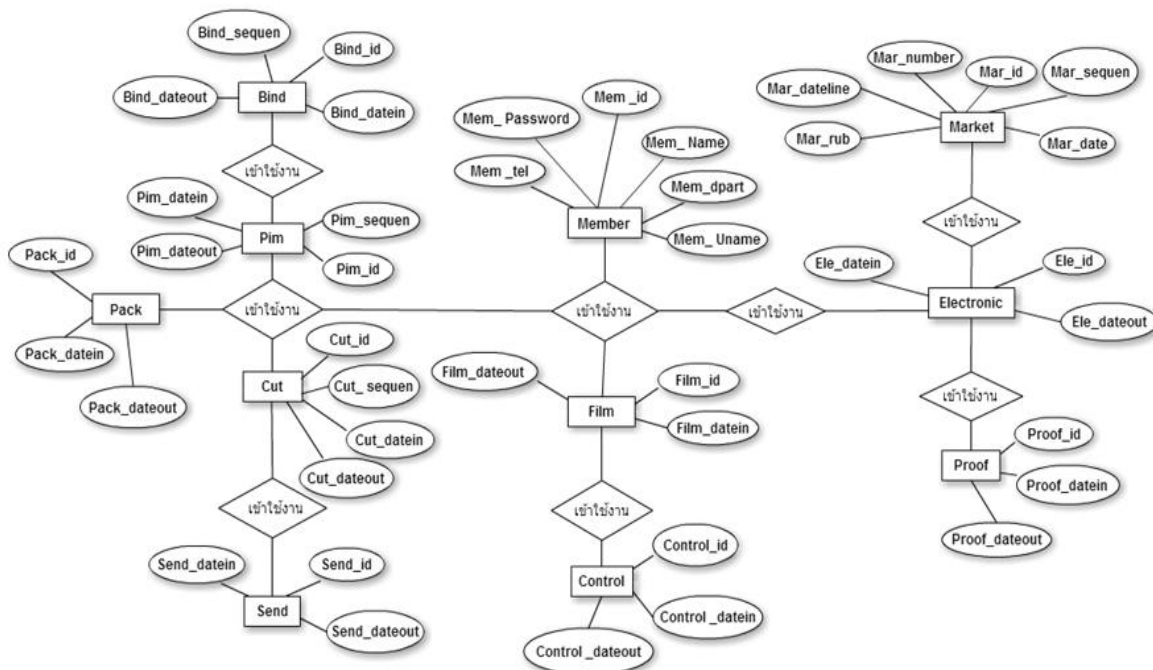 Bind_sequen
Bind_id
Bind_dateout
Bind
Bind_datein
เข้าใช้งาน
Pim_datein
Pim_sequen
Pim
Pim_dateout
Pim_id
Pack_id
Pack
เข้าใช้งาน
Pack_datein
Pack_dateout
Cut_id
Cut
Cut_ sequen
Cut_datein
Cut_dateout
เข้าใช้งาน
Send_datein
Send_id
Send
Send_dateout
Mem _id
Mem_ Password
Mem_ Name
Mem _tel
Mem_dpart
Member
Mem_ Uname
เข้าใช้งาน
เข้าใช้งาน
Film_dateout
Film_id
Film
Film_datein
เข้าใช้งาน
Control_id
Control
Control _datein
Control _dateout
Mar_number
Mar_id
Mar_sequen
Mar_dateline
Market
Mar_rub
Mar_date
เข้าใช้งาน
Ele_datein
Ele_id
Electronic
Ele_dateout
เข้าใช้งาน
Proof_id
Proof
Proof_datein
Proof_dateout